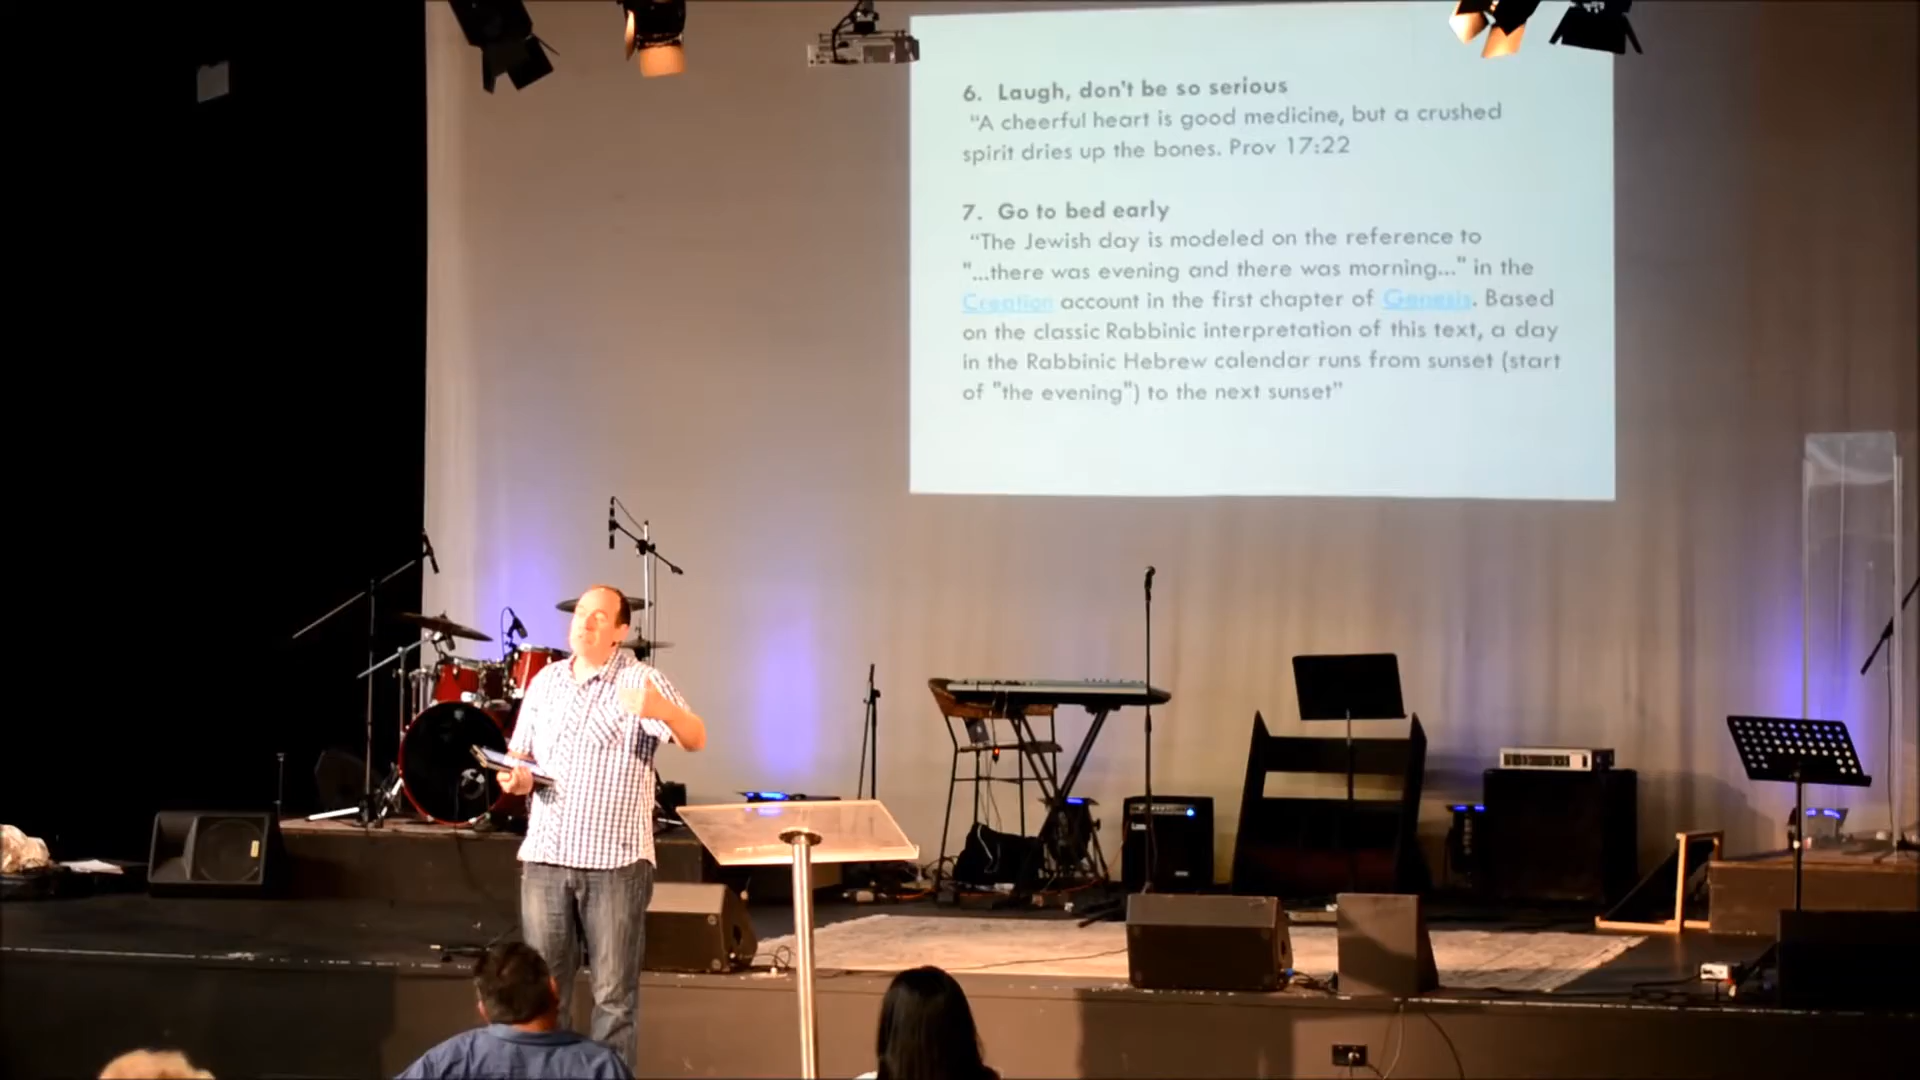 6. Laugh, don't be so serious
"A cheerful heart is good medicine, but a crushed
spirit dries up the bones. Prov 17:22
7. Go to bed early
"The Jewish day is modeled on the reference to
"...there was evening and there was morning..." in the
Creation account in the first chapter of Genesis. Based
on the classic Rabbinic interpretation of this text, a day
in the Rabbinic Hebrew calendar runs from sunset (start
of "the evening") to the next sunset"